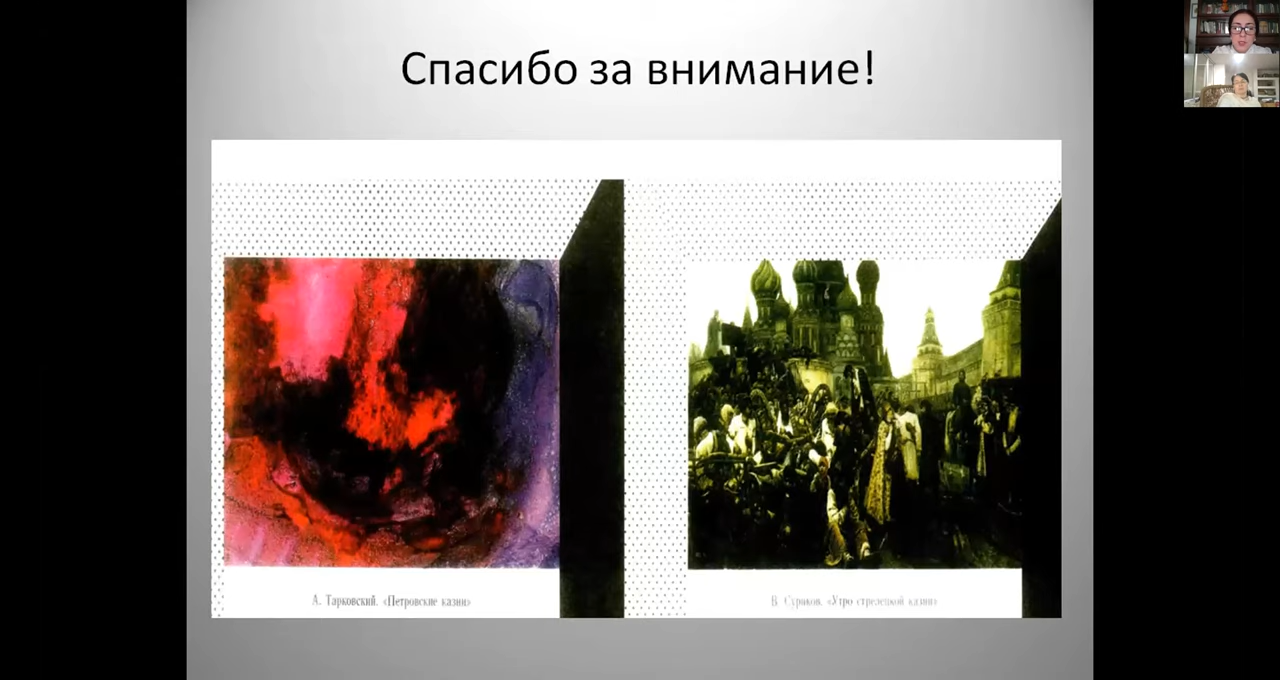 Спасибо за внимание!
А. Тарковский. «Петровские казни»
В. Суриков. «Утро стрелецкой казни»